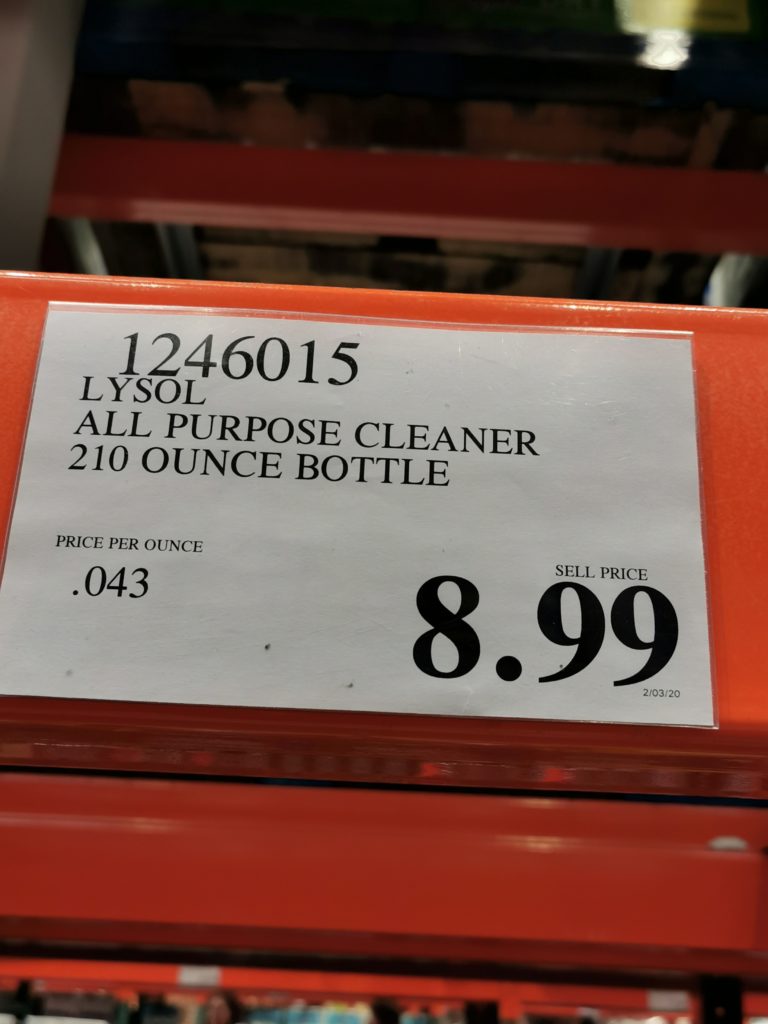 1246015
LYSOL
ALL PURPOSE CLEANER
210 OUNCE BOTTLE
PRICE PER OUNCE
.043
SELL PRICE
8.99
2/03/20